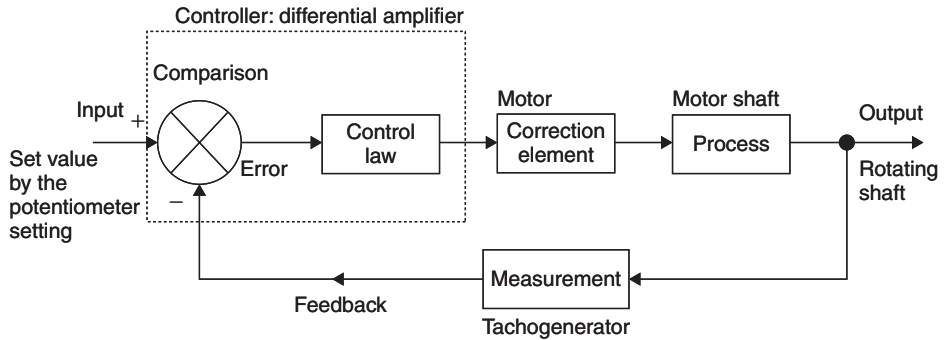 Controller: differential amplifier
Comparison
Input
+
Set value
by the
potentiometer
setting
−
Error
Control
law
Motor
Correction
element
Motor shaft
Process
Output
Rotating
shaft
Measurement
Feedback
Tachogenerator